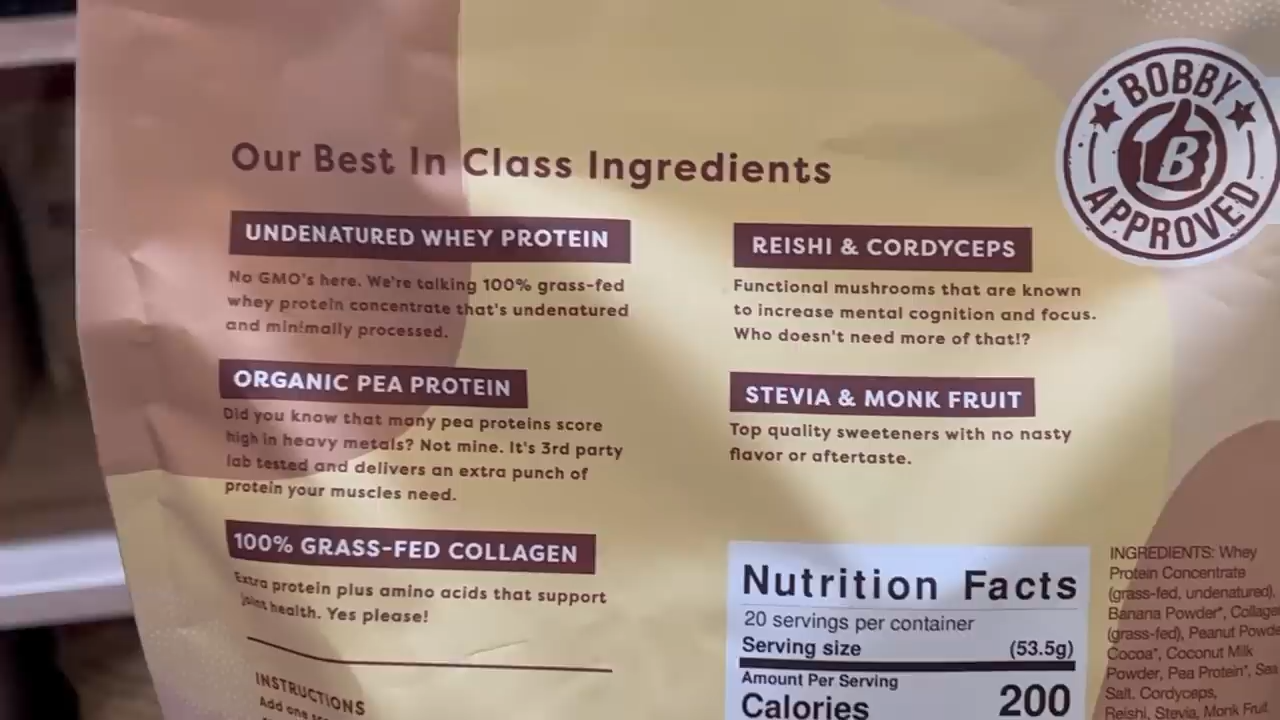 Our Best In Class Ingredients
UNDENATURED WHEY PROTEIN
No GMO's here. We're talking 100% grass-fed
whey protein concentrate that's undenatured
and minimally processed.
ORGANIC PEA PROTEIN
Did you know that many pea proteins score
high in heavy metals? Not mine. It's 3rd party
lab tested and delivers an extra punch of
protein your muscles need.
100% GRASS-FED COLLAGEN
Extra protein plus amino acids that support
joint health. Yes please!
INSTRUCTIONS
Add one
REISHI & CORDYCEPS
Functional mushrooms that are known
to increase mental cognition and focus.
Who doesn't need more of that!?
STEVIA & MONK FRUIT
Top quality sweeteners with no nasty
flavor or aftertaste.
BOBBY
B
APPROVED
Nutrition Facts
20 servings per container
Serving size (53.5g)
Amount Per Serving
Calories 200
INGREDIENTS: Whey
Protein Concentrate
(grass-fed, undenatured),
Banana Powder*, Collage
(grass-fed), Peanut Powde
Cocoa*, Coconut Milk
Powder, Pea Protein*, Sea
Salt, Cordyceps,
Reishi, Stevia, Monk Fruit